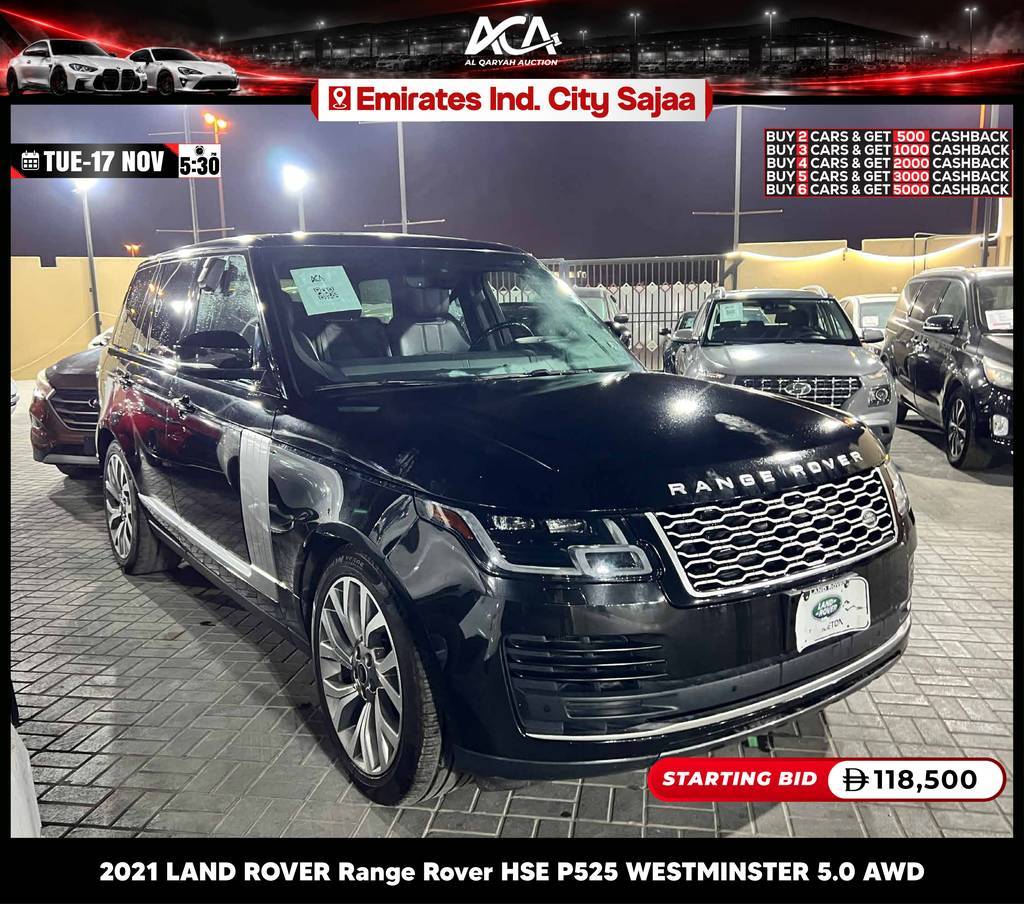 ACA
AL QARYAH AUCTION
Emirates Ind. City Sajaa
TUE-17 NOV 5:30
BUY 2 CARS & GET 500 CASHBACK
BUY 3 CARS & GET 1000 CASHBACK
BUY 4 CARS & GET 2000 CASHBACK
BUY 5 CARS & GET 3000 CASHBACK
BUY 6 CARS & GET 5000 CASHBACK
ACA
RANGE ROVER
LAND ROVER
LAND ROVER
STARTING BID 118,500
2021 LAND ROVER Range Rover HSE P525 WESTMINSTER 5.0 AWD